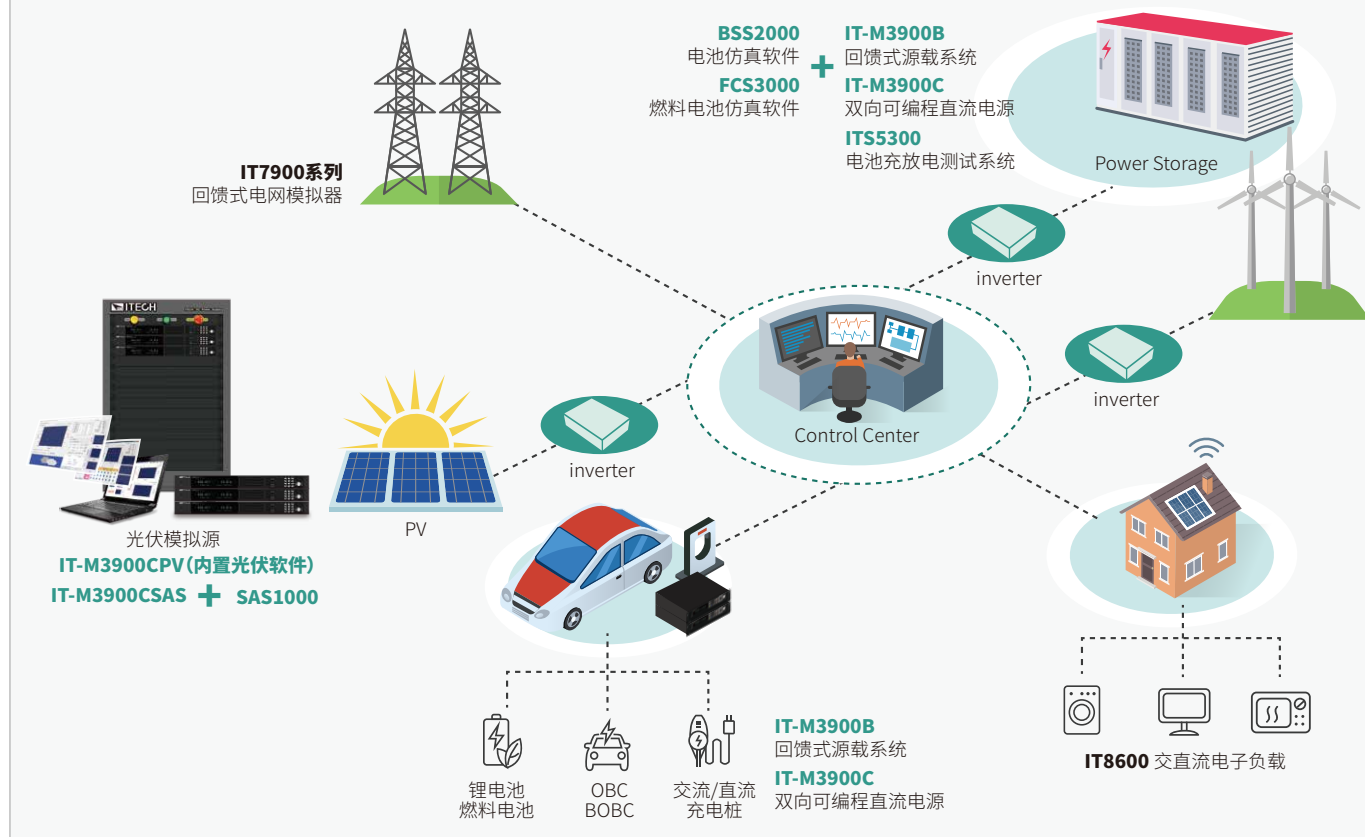 BSS2000
电池仿真软件
FCS3000
燃料电池仿真软件
+
IT-M3900B
回馈式源载系统
IT-M3900C
双向可编程直流电源
ITS5300
电池充放电测试系统
Power Storage
IT7900系列
回馈式电网模拟器
inverter
inverter
ITECH
Control Center
inverter
PV
光伏模拟源
IT-M3900CPV(内置光伏软件)
IT-M3900CSAS + SAS1000
锂电池
燃料电池
OBC
BOBC
交流/直流
充电桩
IT-M3900B
回馈式源载系统
IT-M3900C
双向可编程直流电源
IT8600 交直流电子负载